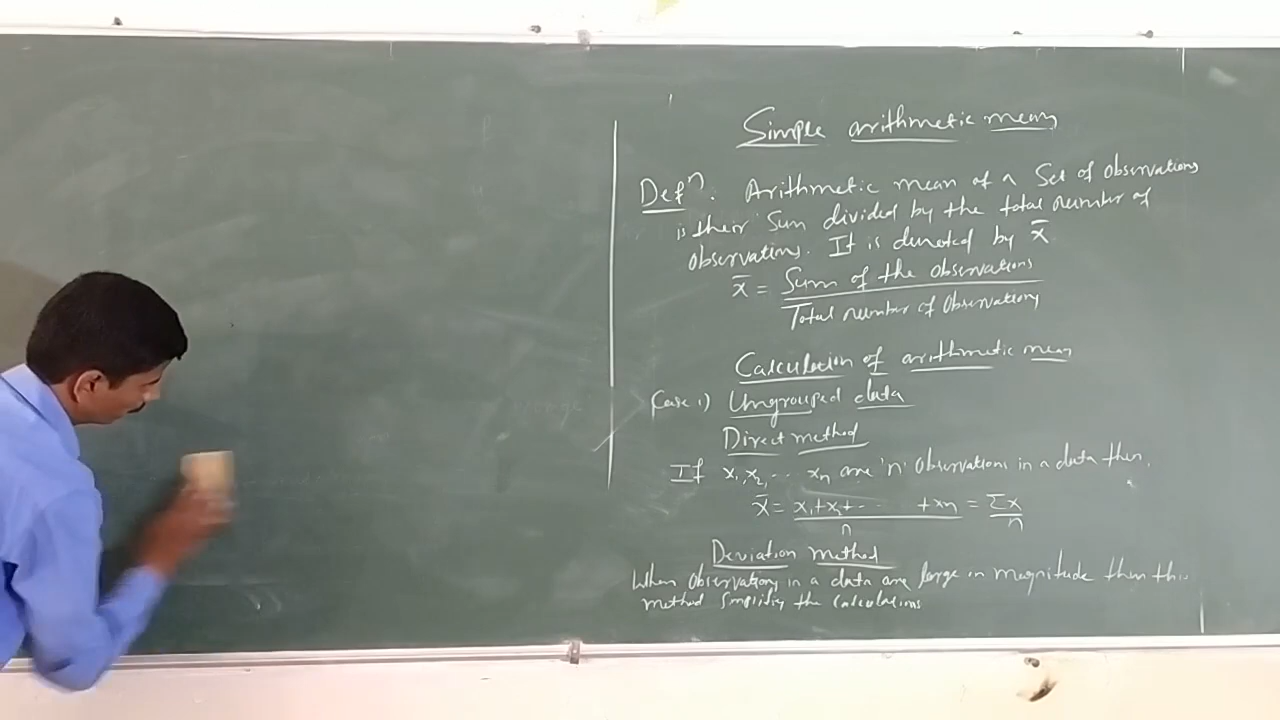 Simple arithmetic mean
Defⁿ: Arithmetic mean of a Set of observations
is their sum divided by the total number of
observations. It is denoted by x̄
x̄ = Sum of the observations
Total number of observations
Calculation of arithmetic mean
Case 1) Ungrouped data
Direct method
If x₁, x₂, ... xn are 'n' observations in a data then,
x̄ = x₁+x₂+... +xn = Σx
n n
Deviation method
When observations in a data are large in magnitude then this
method simplifies the calculations